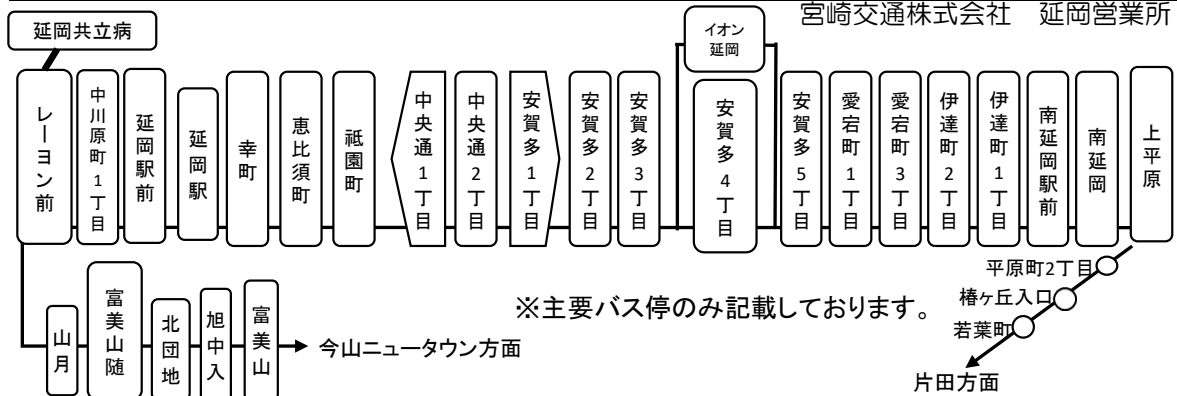 宮崎交通株式会社　延岡営業所
延岡共立病
イオン
延岡
レーヨン前
中川原町1丁目
延岡駅前
延岡駅
幸町
恵比須町
祇園町
中央通1丁目
中央通2丁目
安賀多1丁目
安賀多2丁目
安賀多3丁目
安賀多4丁目
安賀多5丁目
愛宕町1丁目
愛宕町3丁目
伊達町2丁目
伊達町1丁目
南延岡駅前
南延岡
上平原
平原町2丁目
椿ヶ丘入口
若葉町
片田方面
※主要バス停のみ記載しております。
山月
富美山随
北団地
旭中入
富美山
今山ニュータウン方面